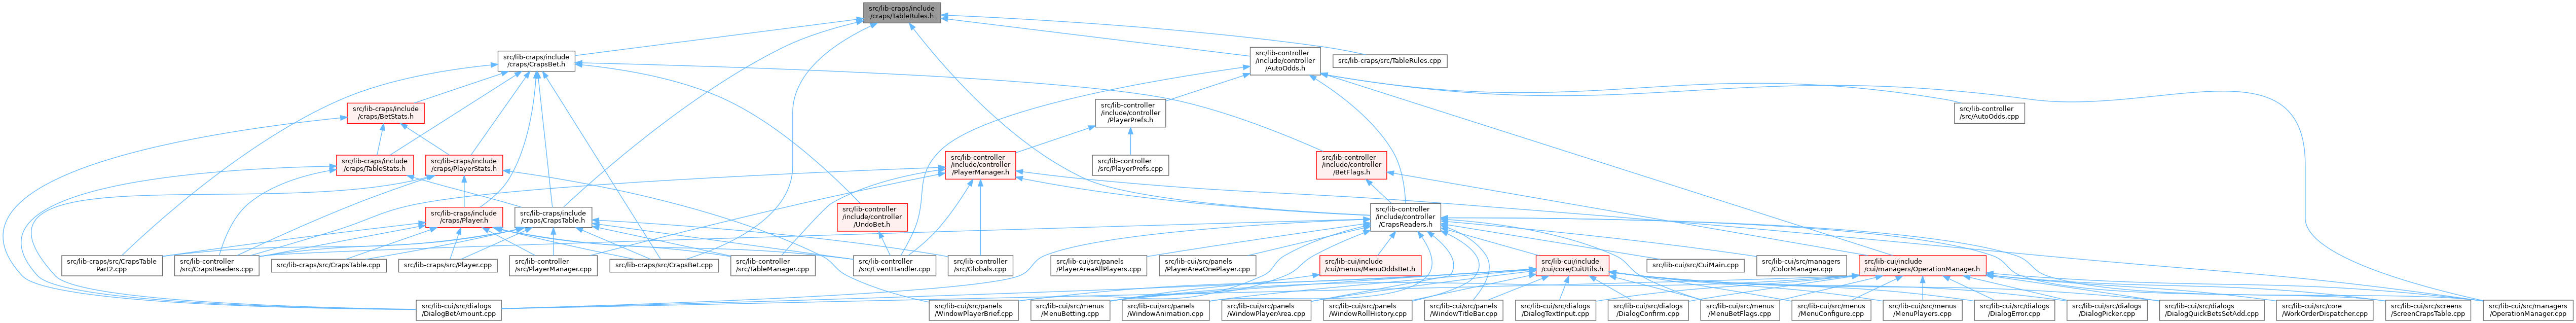 src/lib-craps/include
/craps/TableRules.h
src/lib-craps/include
/craps/CrapsBet.h
src/lib-controller
/include/controller
/AutoOdds.h
src/lib-craps/src/TableRules.cpp
src/lib-craps/include
/craps/BetStats.h
src/lib-controller
/include/controller
/PlayerPrefs.h
src/lib-controller
/src/AutoOdds.cpp
src/lib-craps/include
/craps/TableStats.h
src/lib-craps/include
/craps/PlayerStats.h
src/lib-controller
/include/controller
/PlayerManager.h
src/lib-controller
/src/PlayerPrefs.cpp
src/lib-controller
/include/controller
/BetFlags.h
src/lib-craps/include
/craps/Player.h
src/lib-craps/include
/craps/CrapsTable.h
src/lib-controller
/include/controller
/UndoBet.h
src/lib-controller
/include/controller
/CrapsReaders.h
src/lib-craps/src/CrapsTable
Part2.cpp
src/lib-controller
/src/CrapsReaders.cpp
src/lib-craps/src/CrapsTable.cpp
src/lib-craps/src/Player.cpp
src/lib-controller
/src/PlayerManager.cpp
src/lib-craps/src/CrapsBet.cpp
src/lib-controller
/src/TableManager.cpp
src/lib-controller
/src/EventHandler.cpp
src/lib-controller
/src/Globals.cpp
src/lib-cui/src/panels
/PlayerAreaAllPlayers.cpp
src/lib-cui/src/panels
/PlayerAreaOnePlayer.cpp
src/lib-cui/include
/cui/menus/MenuOddsBet.h
src/lib-cui/include
/cui/core/CuiUtils.h
src/lib-cui/src/CuiMain.cpp
src/lib-cui/src/managers
/ColorManager.cpp
src/lib-cui/include
/cui/managers/OperationManager.h
src/lib-cui/src/dialogs
/DialogBetAmount.cpp
src/lib-cui/src/panels
/WindowPlayerBrief.cpp
src/lib-cui/src/menus
/MenuBetting.cpp
src/lib-cui/src/panels
/WindowAnimation.cpp
src/lib-cui/src/panels
/WindowPlayerArea.cpp
src/lib-cui/src/panels
/WindowRollHistory.cpp
src/lib-cui/src/panels
/WindowTitleBar.cpp
src/lib-cui/src/dialogs
/DialogTextInput.cpp
src/lib-cui/src/dialogs
/DialogConfirm.cpp
src/lib-cui/src/menus
/MenuBetFlags.cpp
src/lib-cui/src/menus
/MenuConfigure.cpp
src/lib-cui/src/menus
/MenuPlayers.cpp
src/lib-cui/src/dialogs
/DialogError.cpp
src/lib-cui/src/dialogs
/DialogPicker.cpp
src/lib-cui/src/dialogs
/DialogQuickBetsSetAdd.cpp
src/lib-cui/src/core
/WorkOrderDispatcher.cpp
src/lib-cui/src/screens
/ScreenCrapsTable.cpp
src/lib-cui/src/managers
/OperationManager.cpp